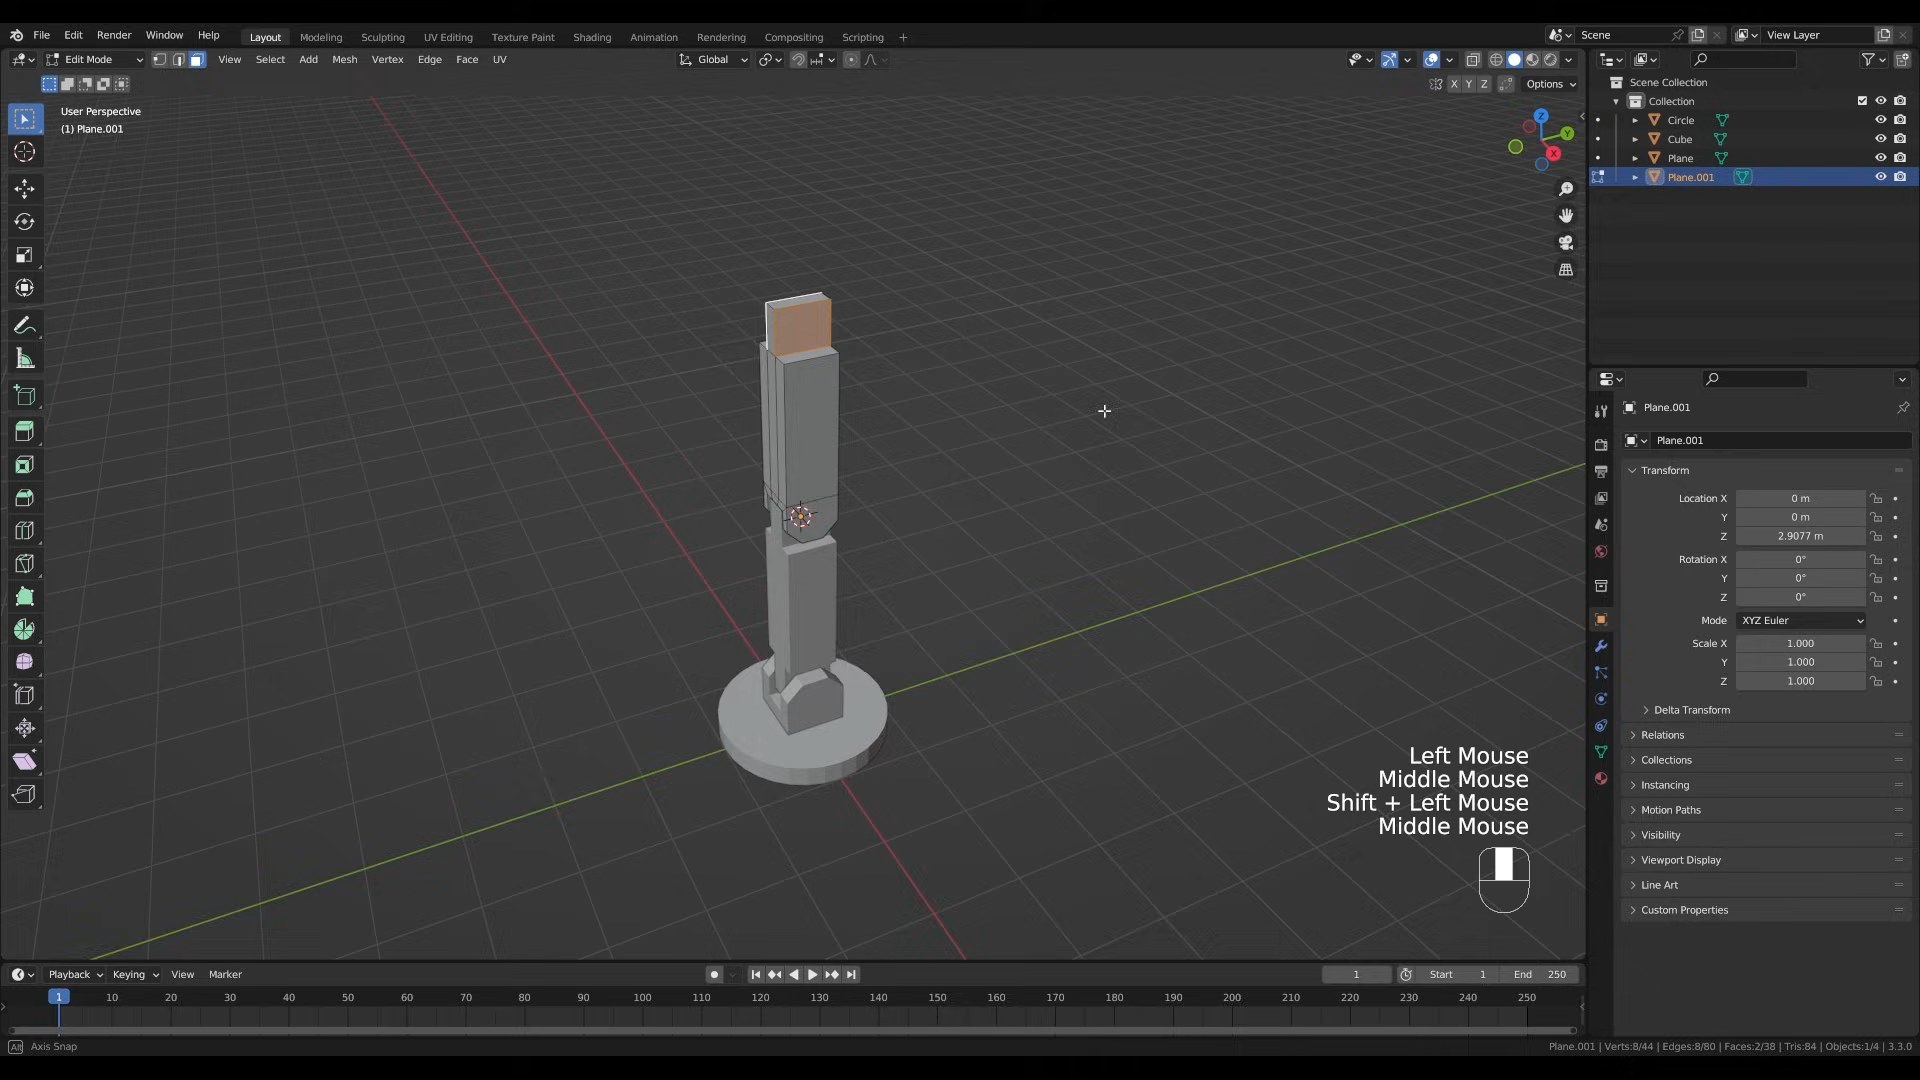 File Edit Render Window Help Layout Modeling Sculpting UV Editing Texture Paint Shading Animation Rendering Compositing Scripting + Scene View Layer
Edit Mode View Select Add Mesh Vertex Edge Face UV Global
X Y Z Options
User Perspective
(1) Plane.001
Z
Y
X
Scene Collection
Collection
Circle
Cube
Plane
Plane.001
Plane.001
Plane.001
Transform
Location X 0 m
Y 0 m
Z 2.9077 m
Rotation X 0°
Y 0°
Z 0°
Mode XYZ Euler
Scale X 1.000
Y 1.000
Z 1.000
Delta Transform
Relations
Collections
Instancing
Motion Paths
Visibility
Viewport Display
Line Art
Custom Properties
Left Mouse
Middle Mouse
Shift + Left Mouse
Middle Mouse
Playback Keying View Marker 1 Start 1 End 250
1 10 20 30 40 50 60 70 80 90 100 110 120 130 140 150 160 170 180 190 200 210 220 230 240 250
Alt Axis Snap Plane.001 | Verts:8/44 | Edges:8/80 | Faces:2/38 | Tris:84 | Objects:1/4 | 3.3.0